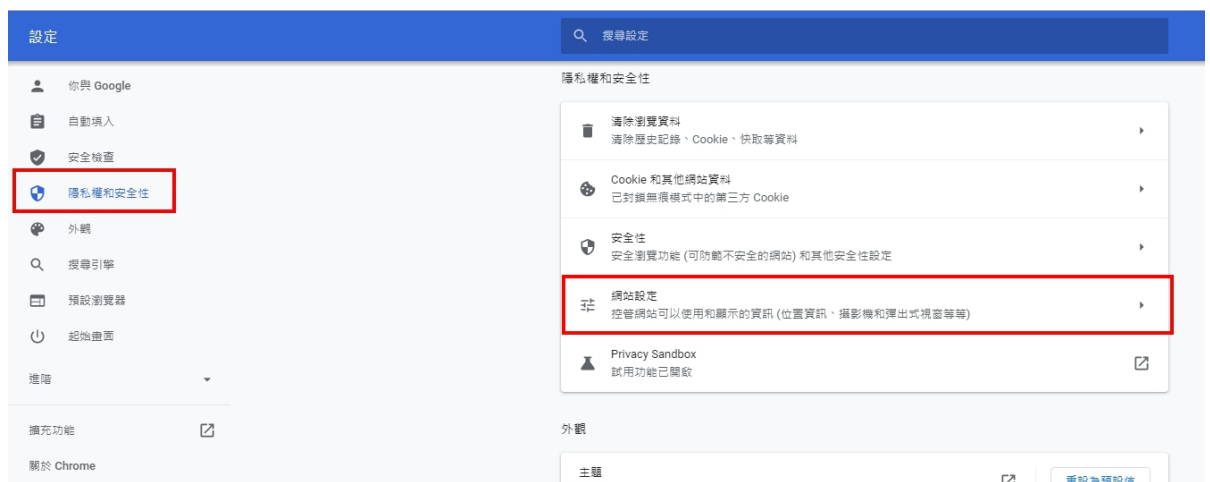 設定
搜尋設定
你與 Google
自動填入
安全檢查
隱私權和安全性
外觀
搜尋引擎
預設瀏覽器
起始畫面
進階
擴充功能
關於 Chrome
隱私權和安全性
清除瀏覽資料
清除歷史記錄、Cookie、快取等資料
Cookie 和其他網站資料
已封鎖無痕模式中的第三方 Cookie
安全性
安全瀏覽功能 (可防範不安全的網站) 和其他安全性設定
網站設定
控管網站可以使用和顯示的資訊 (位置資訊、攝影機和彈出式視窗等等)
Privacy Sandbox
試用功能已開啟
外觀
主題
重設為預設值